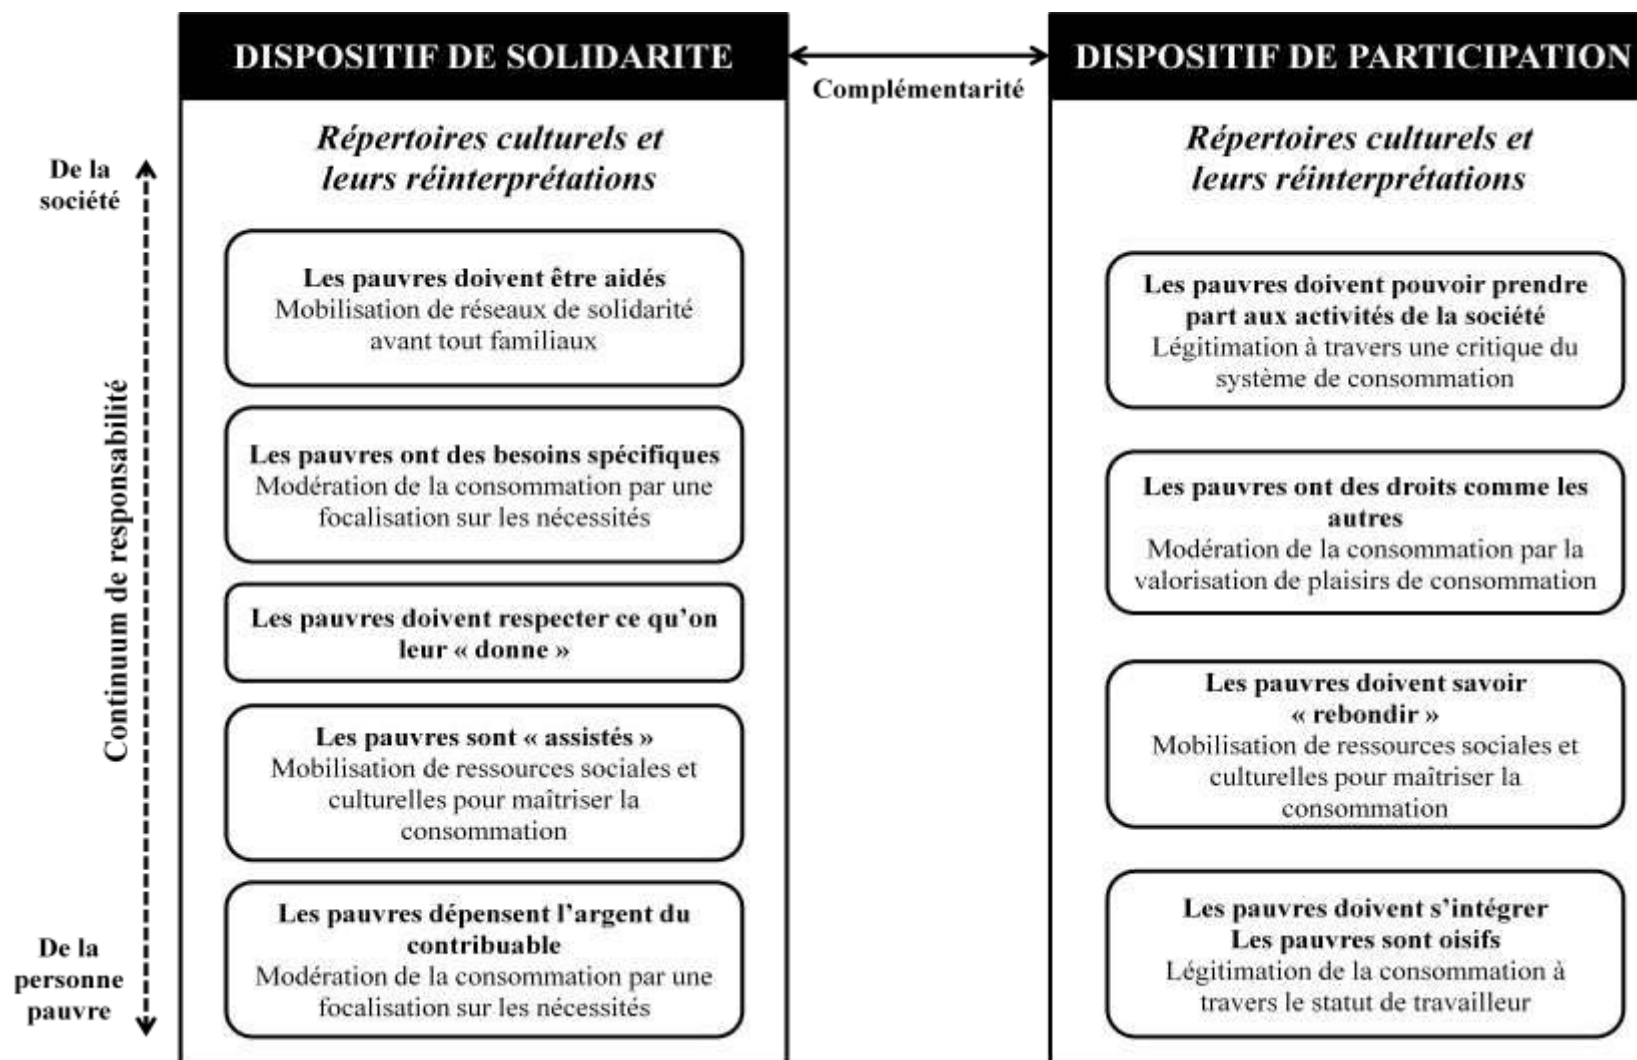 DISPOSITIF DE SOLIDARITE
Complémentarité
DISPOSITIF DE PARTICIPATION
De la
société
Continuum de responsabilité
De la
personne
pauvre
Répertoires culturels et
leurs réinterprétations
Les pauvres doivent être aidés
Mobilisation de réseaux de solidarité
avant tout familiaux
Les pauvres ont des besoins spécifiques
Modération de la consommation par une
focalisation sur les nécessités
Les pauvres doivent respecter ce qu’on
leur « donne »
Les pauvres sont « assistés »
Mobilisation de ressources sociales et
culturelles pour maîtriser la
consommation
Les pauvres dépensent l’argent du
contribuable
Modération de la consommation par une
focalisation sur les nécessités
Répertoires culturels et
leurs réinterprétations
Les pauvres doivent pouvoir prendre
part aux activités de la société
Légitimation à travers une critique du
système de consommation
Les pauvres ont des droits comme les
autres
Modération de la consommation par la
valorisation de plaisirs de consommation
Les pauvres doivent savoir
« rebondir »
Mobilisation de ressources sociales et
culturelles pour maîtriser la
consommation
Les pauvres doivent s’intégrer
Les pauvres sont oisifs
Légitimation de la consommation à
travers le statut de travailleur